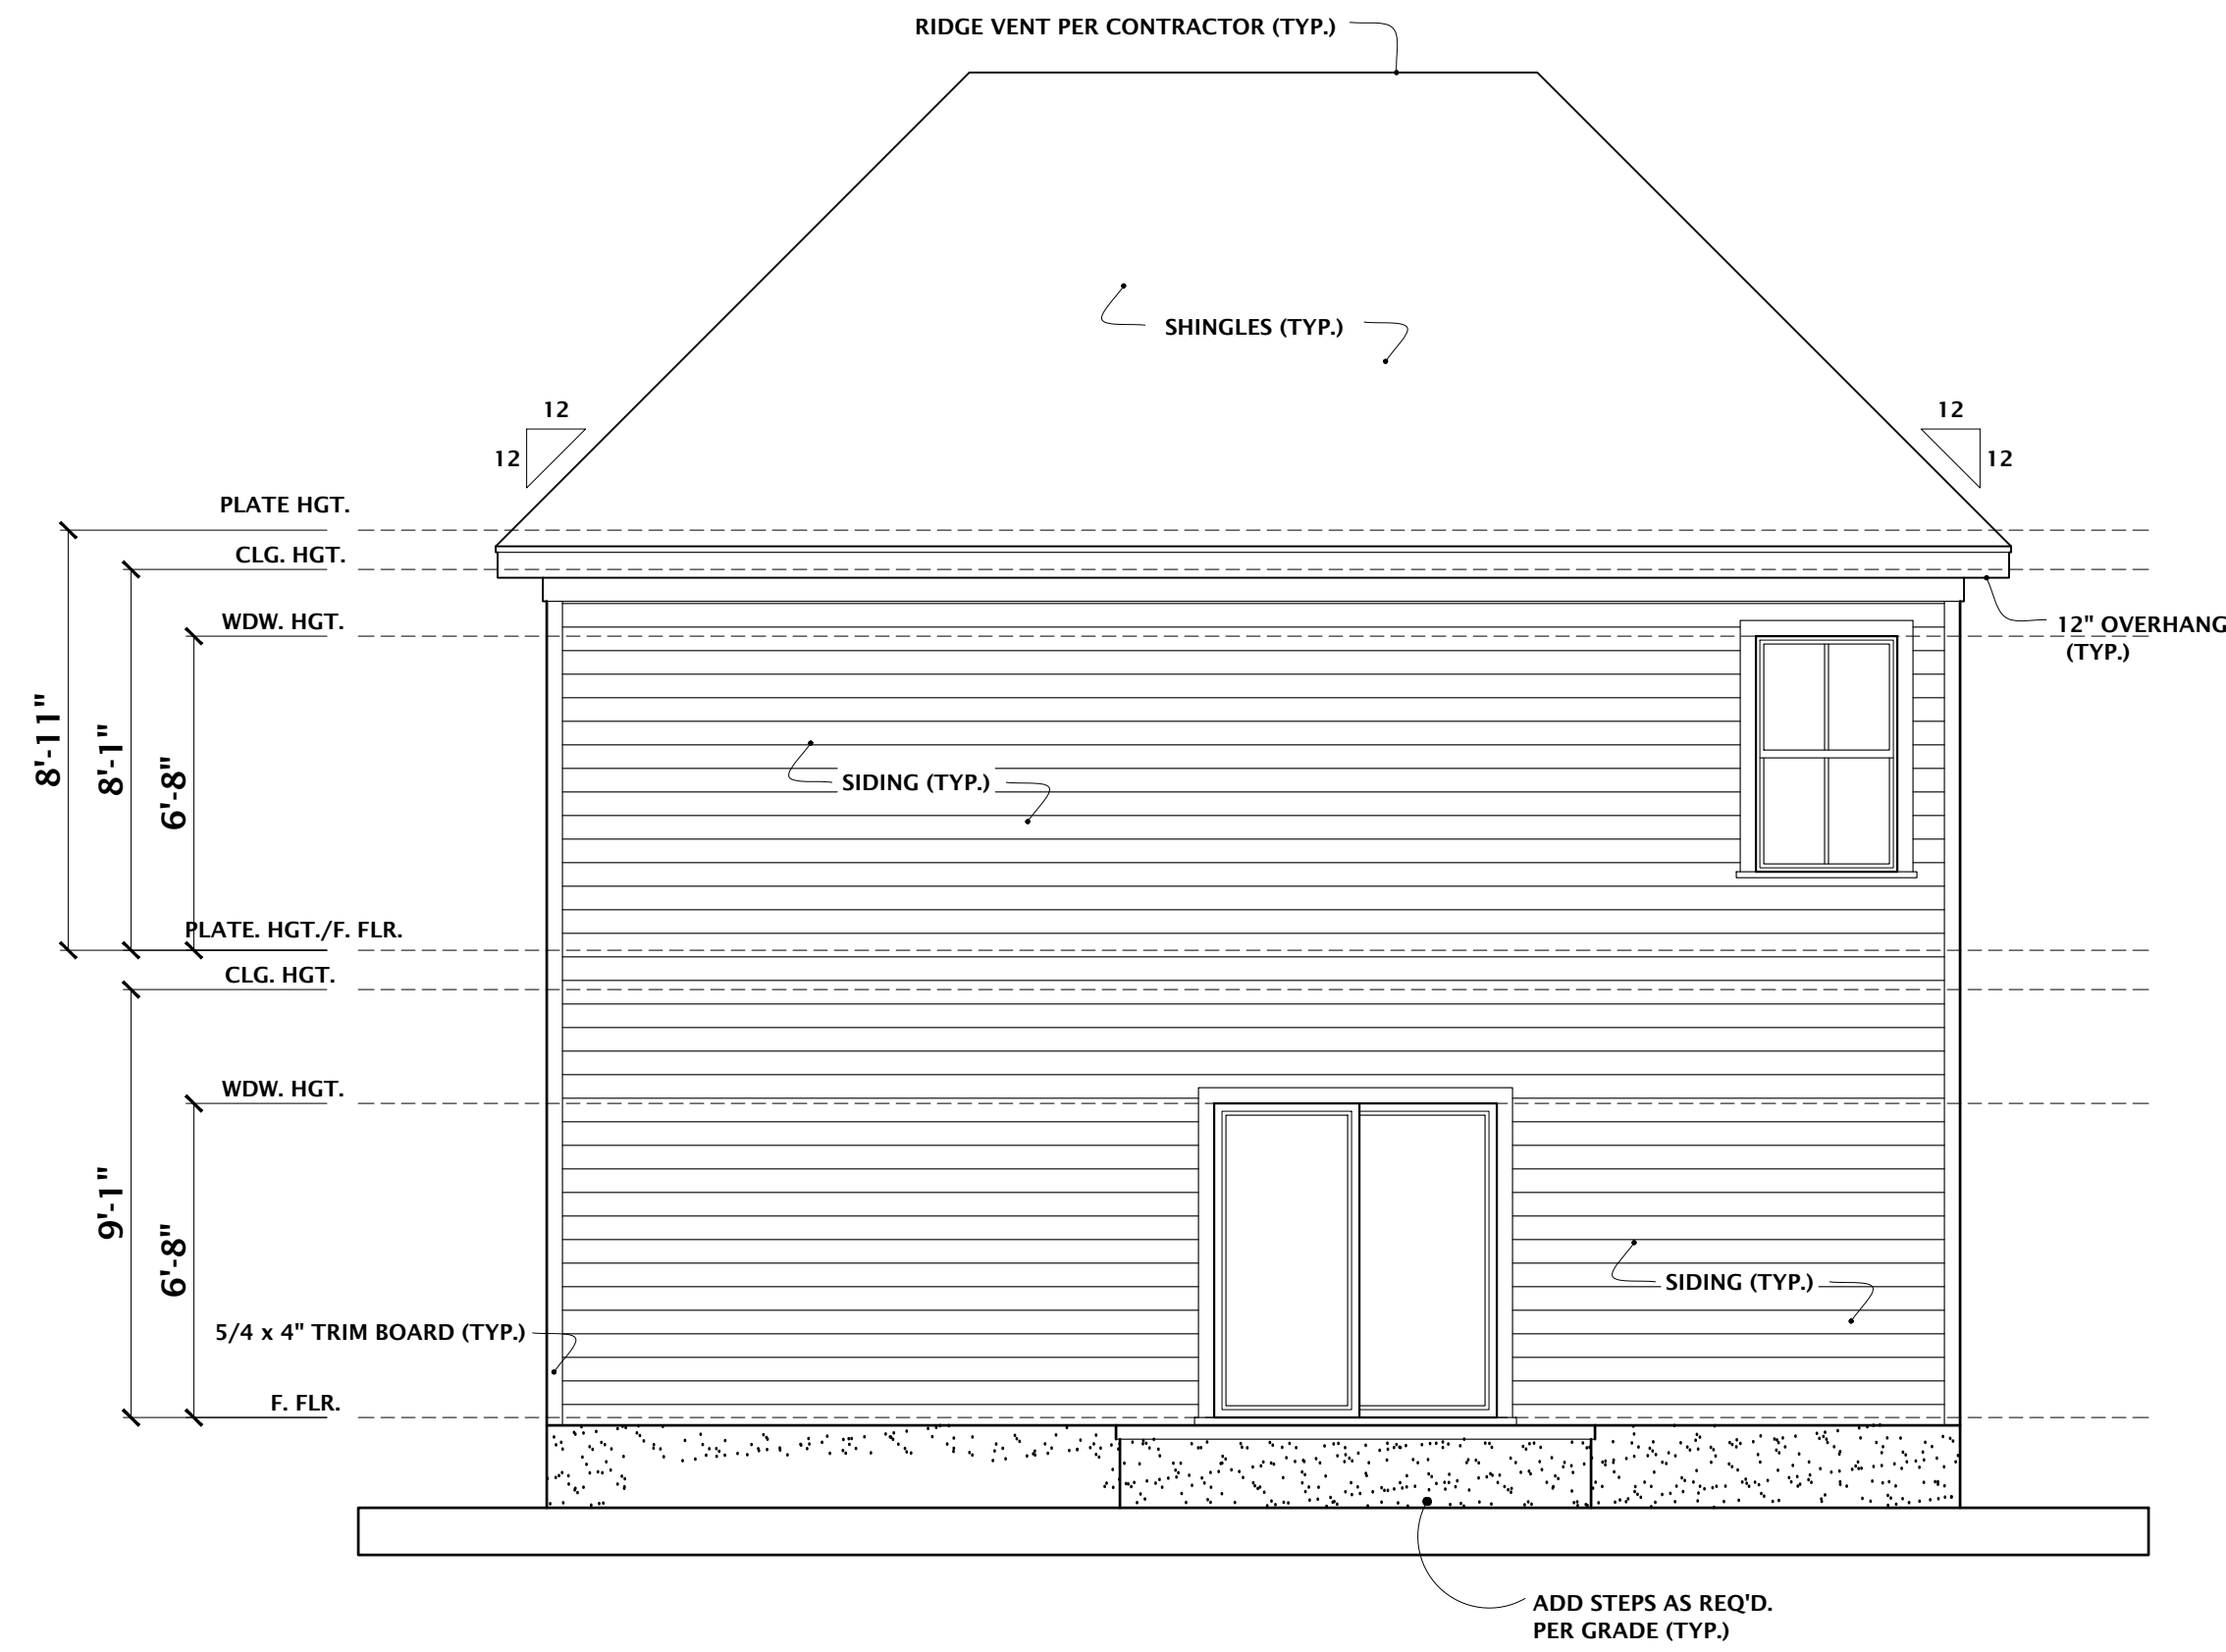 RIDGE VENT PER CONTRACTOR (TYP.)
SHINGLES (TYP.)
12
12
12
12
PLATE HGT.
CLG. HGT.
WDW. HGT.
12" OVERHANG
(TYP.)
8'-11"
8'-1"
6'-8"
SIDING (TYP.)
PLATE. HGT./F. FLR.
CLG. HGT.
WDW. HGT.
9'-1"
6'-8"
SIDING (TYP.)
5/4 x 4" TRIM BOARD (TYP.)
F. FLR.
ADD STEPS AS REQ'D.
PER GRADE (TYP.)